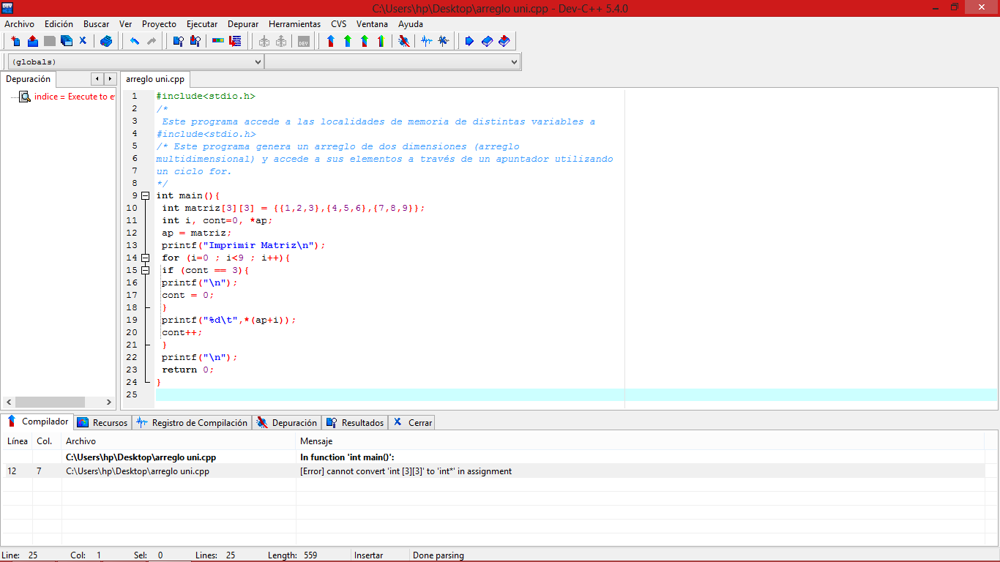 C:\Users\hp\Desktop\arreglo uni.cpp - Dev-C++ 5.4.0
Archivo Edición Buscar Ver Proyecto Ejecutar Depurar Herramientas CVS Ventana Ayuda
(globals)
Depuración
indice = Execute to e
arreglo uni.cpp
1 #include<stdio.h>
2 /*
3 Este programa accede a las localidades de memoria de distintas variables a
4 #include<stdio.h>
5 /* Este programa genera un arreglo de dos dimensiones (arreglo
6 multidimensional) y accede a sus elementos a través de un apuntador utilizando
7 un ciclo for.
8 */
9 int main(){
10 int matriz[3][3] = {{1,2,3},{4,5,6},{7,8,9}};
11 int i, cont=0, *ap;
12 ap = matriz;
13 printf("Imprimir Matriz\n");
14 for (i=0 ; i<9 ; i++){
15 if (cont == 3){
16 printf("\n");
17 cont = 0;
18 }
19 printf("%d\t",*(ap+i));
20 cont++;
21 }
22 printf("\n");
23 return 0;
24 }
25
Compilador Recursos Registro de Compilación Depuración Resultados Cerrar
Línea Col. Archivo Mensaje
C:\Users\hp\Desktop\arreglo uni.cpp In function 'int main()':
12 7 C:\Users\hp\Desktop\arreglo uni.cpp [Error] cannot convert 'int [3][3]' to 'int*' in assignment
Line: 25 Col: 1 Sel: 0 Lines: 25 Length: 559 Insertar Done parsing